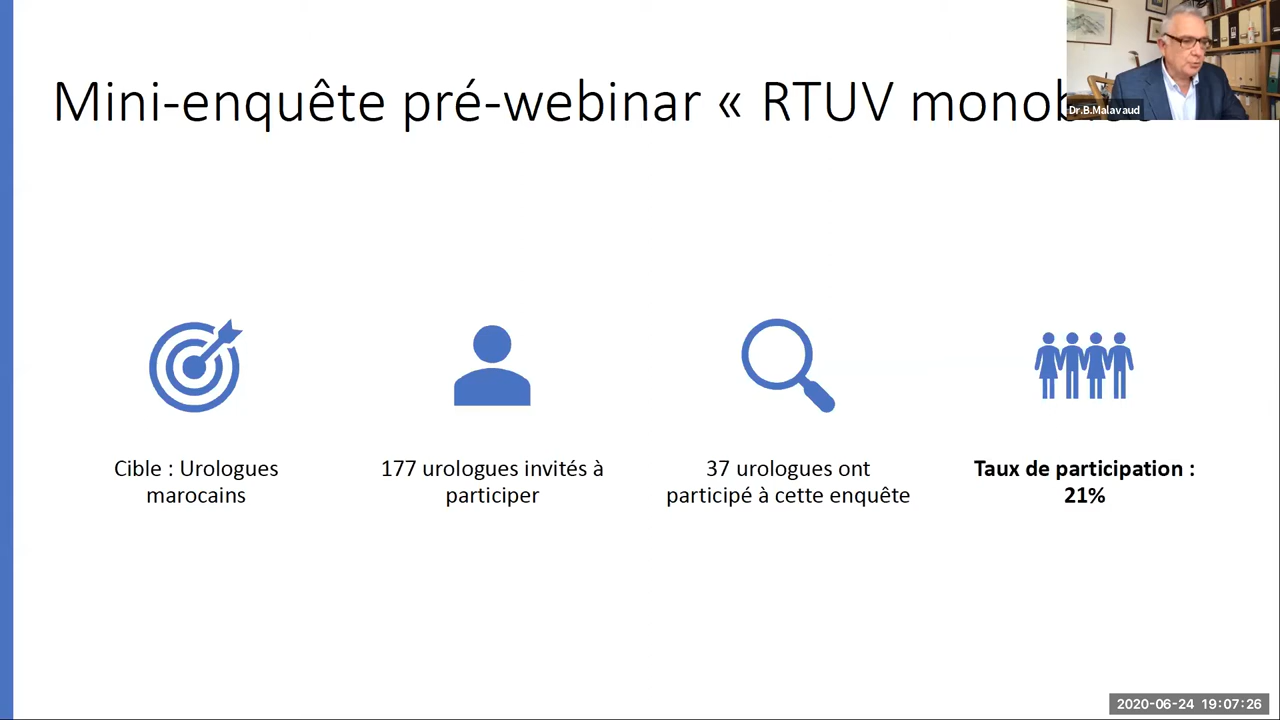 Mini-enquête pré-webinar « RTUV
Dr.B.Malavaud
Cible : Urologues
marocains
177 urologues invités à
participer
37 urologues ont
participé à cette enquête
Taux de participation :
21%
2020-06-24 19:07:26